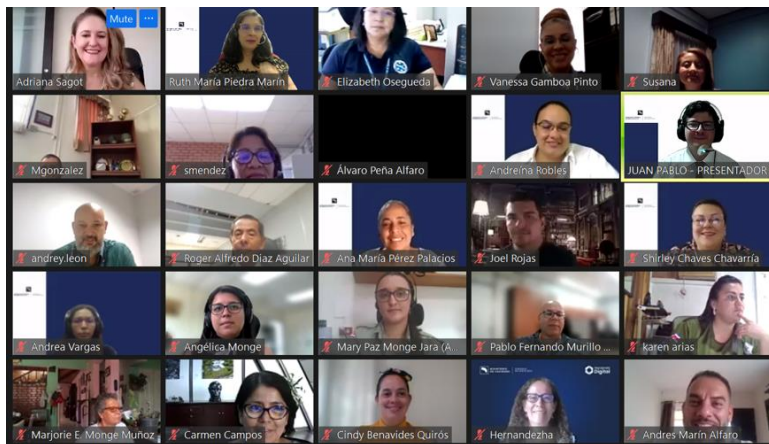 Mute
Adriana Sagot
Ruth María Piedra Marín
Elizabeth Osegueda
Vanessa Gamboa Pinto
Susana
Mgonzalez
smendez
Álvaro Peña Alfaro
Andreína Robles
JUAN PABLO - PRESENTADOR
andrey.leon
Roger Alfredo Diaz Aguilar
Ana María Pérez Palacios
Joel Rojas
Shirley Chaves Chavarría
Andrea Vargas
Angélica Monge
Mary Paz Monge Jara (A...
Pablo Fernando Murillo ...
karen arias
Digital
Marjorie E. Monge Muñoz
Carmen Campos
Cindy Benavides Quirós
Hernandezha
Andres Marín Alfaro